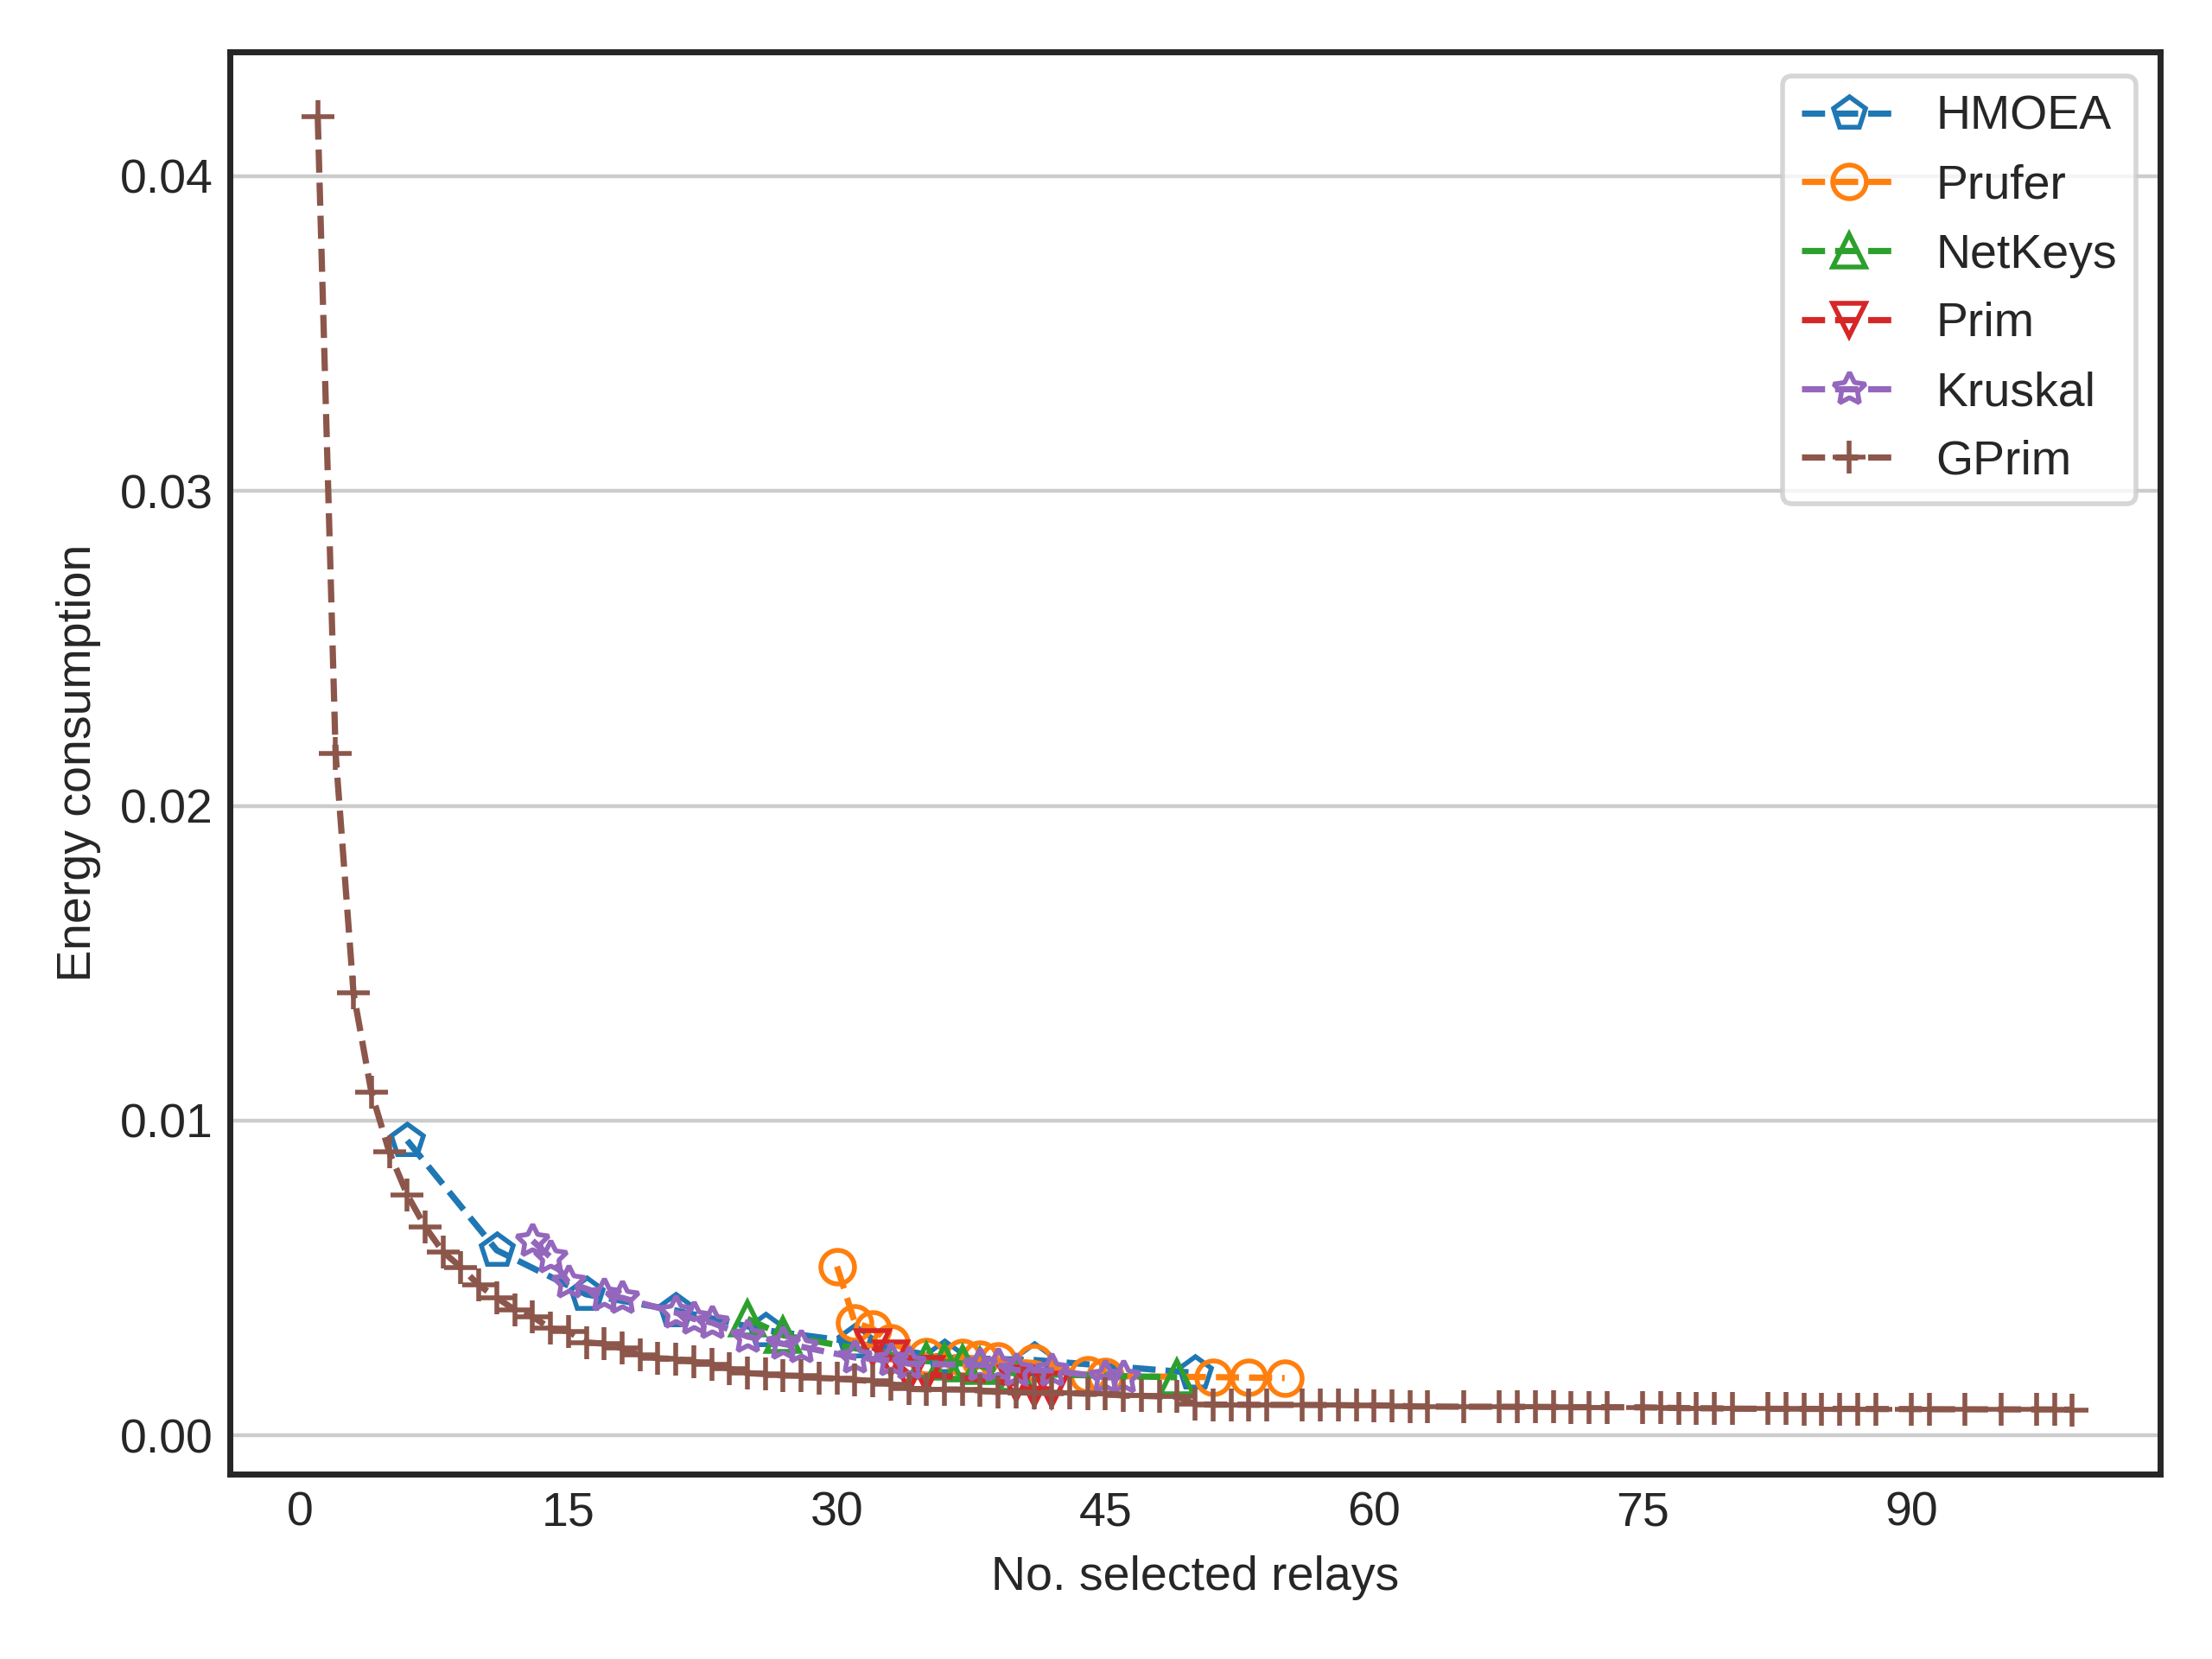 HMOEA
Prufer
NetKeys
Prim
Kruskal
GPrim
0.04
0.03
0.02
0.01
0.00
Energy consumption
0 15 30 45 60 75 90
No. selected relays